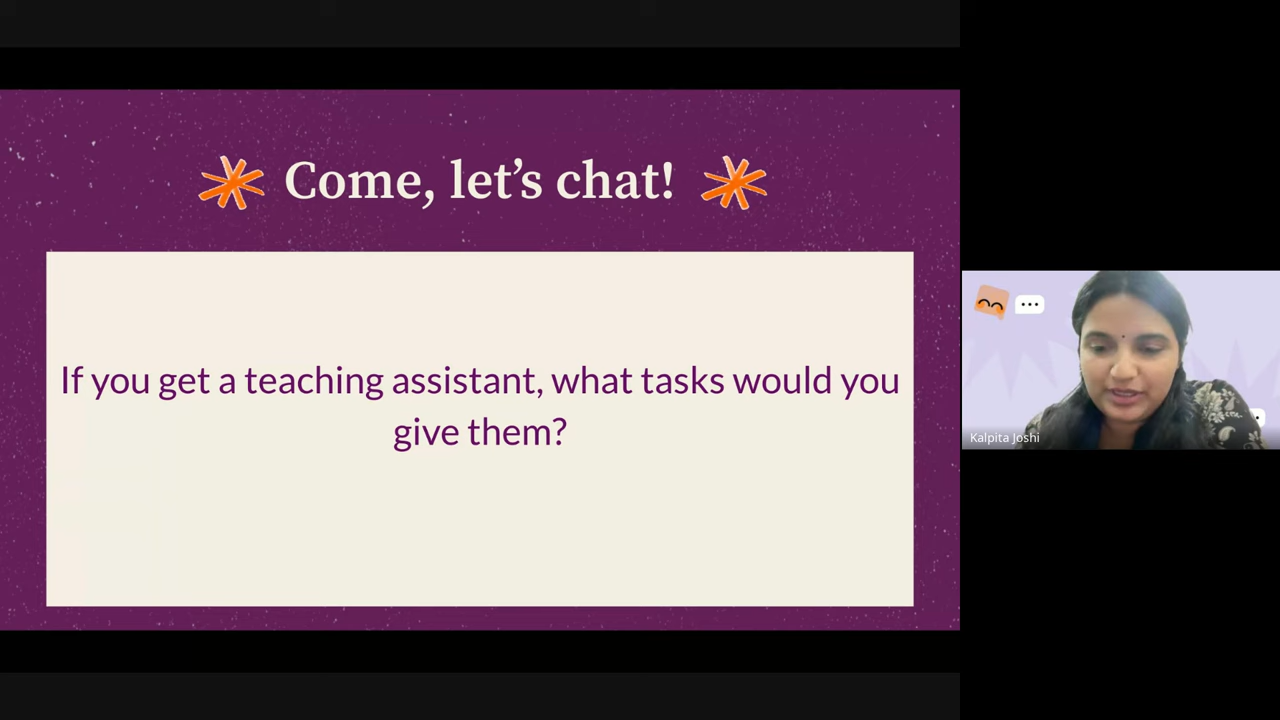 Come, let’s chat!
If you get a teaching assistant, what tasks would you
give them?
Kalpita Joshi